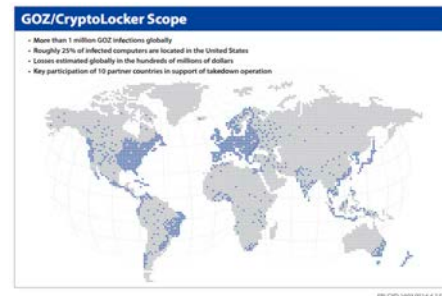 GOZ/CryptoLocker Scope
• More than 1 million GOZ infections globally
• Roughly 25% of infected computers are located in the United States
• Losses estimated globally in the hundreds of millions of dollars
• Key participation of 10 partner countries in support of takedown operation